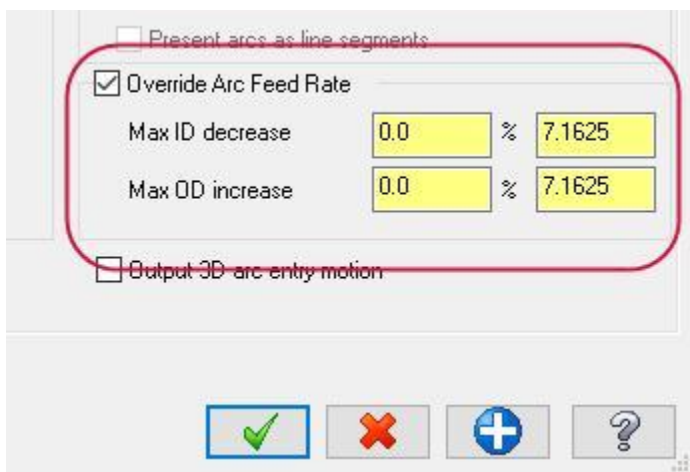 Present arcs as line segments
Override Arc Feed Rate
Max ID decrease 0.0 % 7.1625
Max OD increase 0.0 % 7.1625
Output 3D arc entry motion